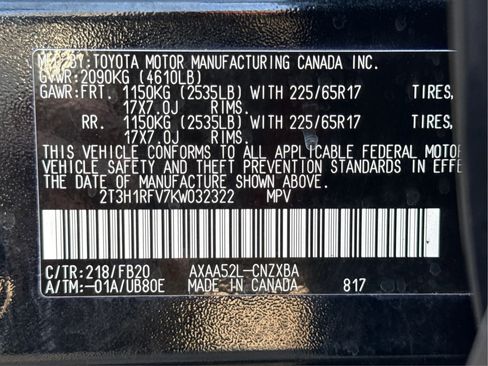 MFD. BY: TOYOTA MOTOR MANUFACTURING CANADA INC.
GVWR: 2090KG (4610LB)
GAWR: FRT. 1150KG (2535LB) WITH 225/65R17 TIRES,
17X7.0J RIMS.
RR. 1150KG (2535LB) WITH 225/65R17 TIRES,
17X7.0J RIMS.
THIS VEHICLE CONFORMS TO ALL APPLICABLE FEDERAL MOTOR
VEHICLE SAFETY AND THEFT PREVENTION STANDARDS IN EFFE
MANUFACTURE SHOWN ABOVE.
2T3H1RFV7KW032322 MPV
C/TR: 218/FB20 AXAA52L-CNZXBA
A/TM: -01A/UB80E MADE IN CANADA 817